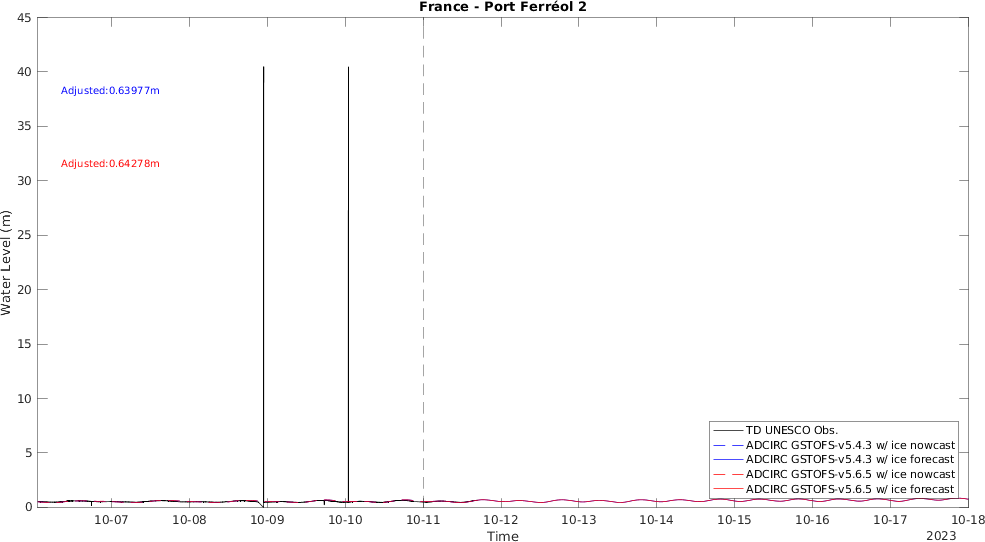 France - Port Ferréol 2
45
40
35
30
25
20
15
10
5
0
Water Level (m)
Adjusted:0.63977m
Adjusted:0.64278m
TD UNESCO Obs.
ADCIRC GSTOFS-v5.4.3 w/ ice nowcast
ADCIRC GSTOFS-v5.4.3 w/ ice forecast
ADCIRC GSTOFS-v5.6.5 w/ ice nowcast
ADCIRC GSTOFS-v5.6.5 w/ ice forecast
10-07 10-08 10-09 10-10 10-11 10-12 10-13 10-14 10-15 10-16 10-17 10-18
Time
2023